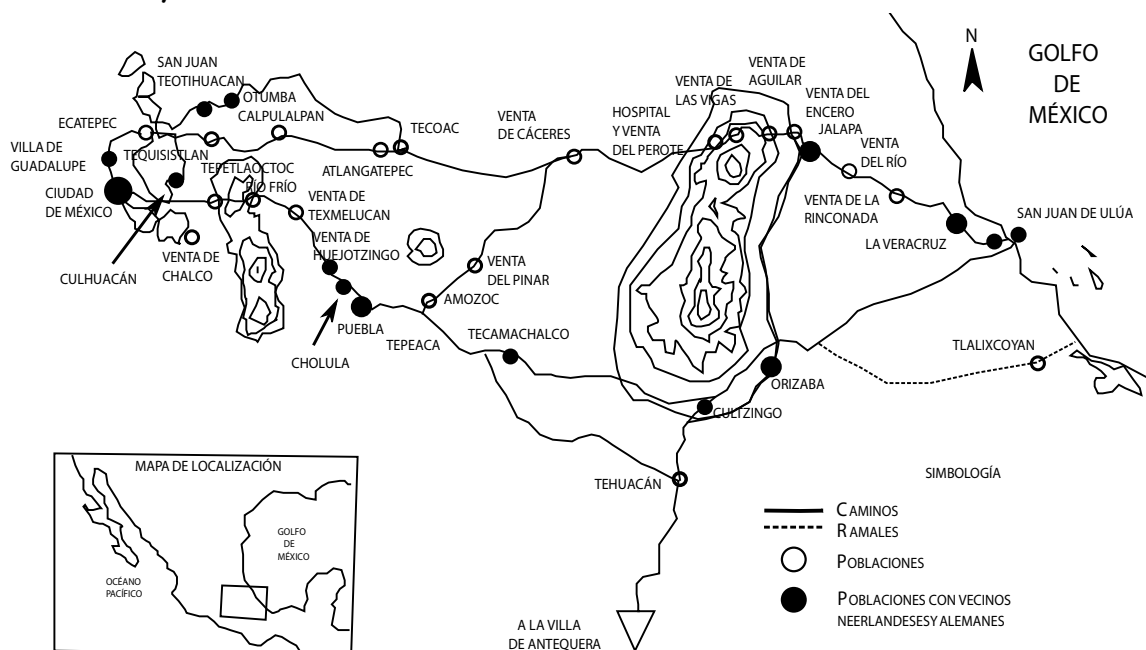 SAN JUAN
TEOTIHUACAN
OTUMBA
CALPULALPAN
ECATEPEC
VILLA DE
GUADALUPE
TEQUISISTLAN
TEPETLAOCTOC
RÍO FRÍO
CIUDAD
DE MÉXICO
CULHUACÁN
VENTA DE
CHALCO
VENTA DE
TEXMELUCAN
VENTA DE
HUEJOTZINGO
CHOLULA
PUEBLA
TEPEACA
AMOZOC
VENTA
DEL PINAR
ATLANGATEPEC
TECOAC
VENTA
DE CÁCERES
HOSPITAL
Y VENTA
DEL PEROTE
VENTA DE
LAS VIGAS
VENTA DE
AGUILAR
VENTA DEL
ENCERO
JALAPA
VENTA
DEL RÍO
VENTA DE LA
RINCONADA
LA VERACRUZ
SAN JUAN DE ULÚA
N
GOLFO
DE
MÉXICO
TECAMACHALCO
ORIZABA
CULTZINGO
TLALIXCOYAN
TEHUACÁN
A LA VILLA
DE ANTEQUERA
MAPA DE LOCALIZACIÓN
GOLFO
DE
MÉXICO
OCÉANO
PACÍFICO
SIMBOLOGÍA
CAMINOS
RAMALES
POBLACIONES
POBLACIONES CON VECINOS
NEERLANDESESY ALEMANES